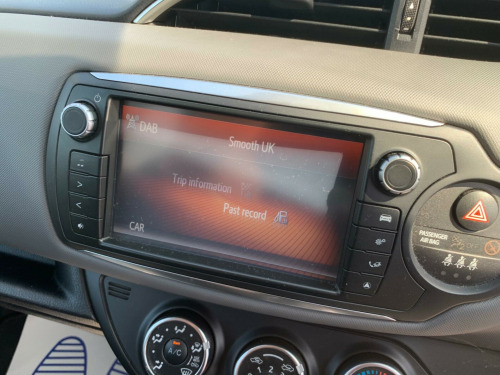 DAB
Smooth UK
Trip information
Past record
CAR
PASSENGER
AIR BAG
A/C